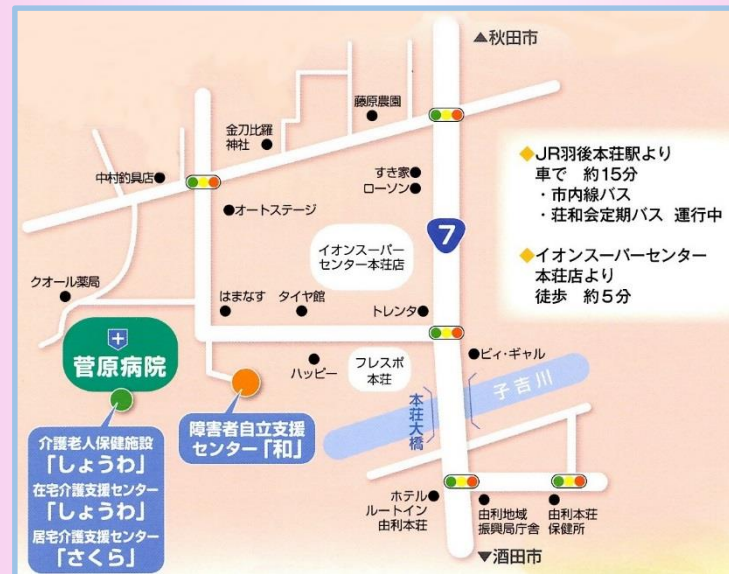 ▲秋田市
藤原農園
金刀比羅
神社
中村釣具店
すき家
ローソン
オートステージ
7
イオンスーパー
センター本荘店
クオール薬局
はまなす
タイヤ館
トレンタ
菅原病院
ハッピー
フレスポ
本荘
ビィ・ギャル
子吉川
本荘大橋
障害者自立支援
センター「和」
介護老人保健施設
「しょうわ」
在宅介護支援センター
「しょうわ」
居宅介護支援センター
「さくら」
ホテル
ルートイン
由利本荘
由利地域
振興局庁舎
由利本荘
保健所
▼酒田市
◆JR羽後本荘駅より
車で 約15分
・市内線バス
・荘和会定期バス 運行中
◆イオンスーパーセンター
本荘店より
徒歩 約5分